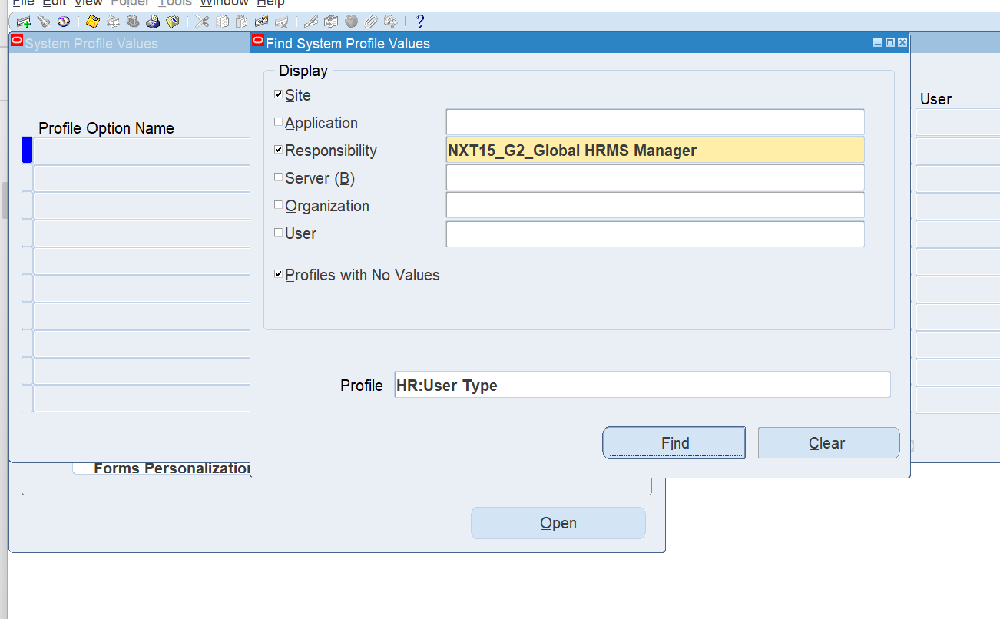 File Edit View Folder Tools Window Help
System Profile Values
Find System Profile Values
Display
Site
User
Application
Profile Option Name
Responsibility NXT15_G2_Global HRMS Manager
Server (B)
Organization
User
Profiles with No Values
Profile HR:User Type
Find Clear
Forms Personalization
Open